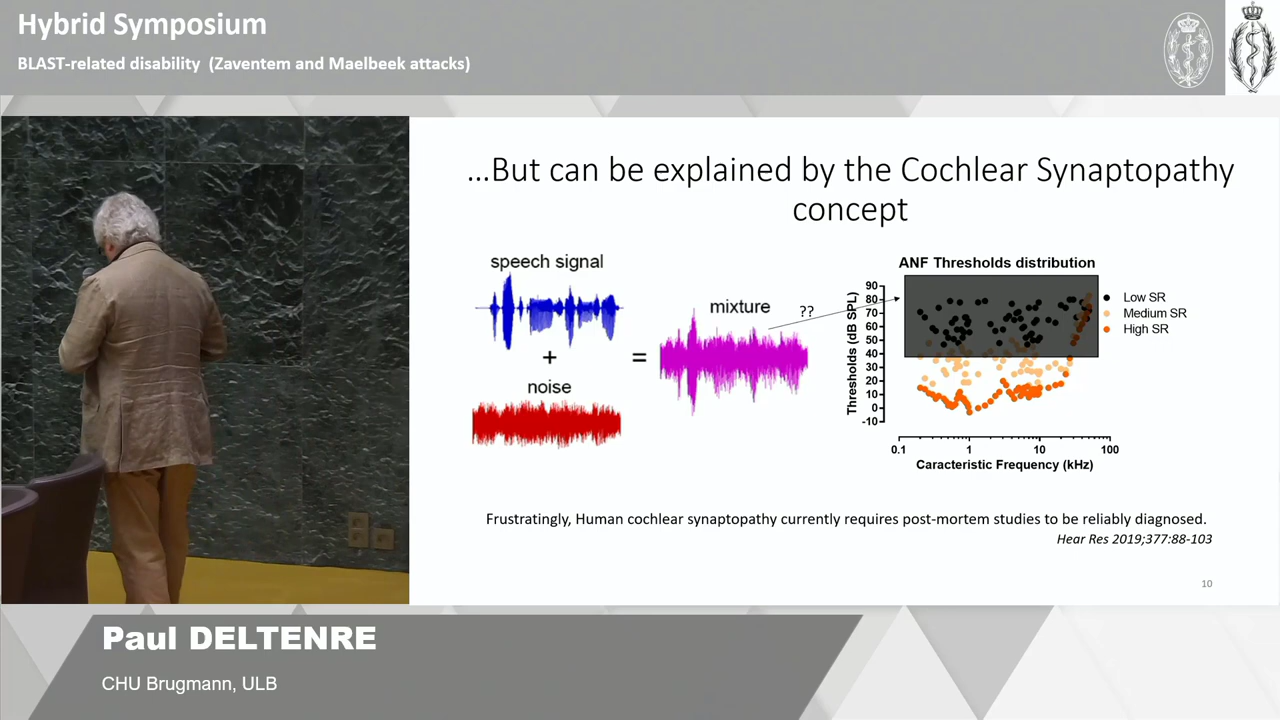 Hybrid Symposium
BLAST-related disability (Zaventem and Maelbeek attacks)
...But can be explained by the Cochlear Synaptopathy
concept
speech signal
+
noise
=
mixture
??
ANF Thresholds distribution
Thresholds (dB SPL)
90
80
70
60
50
40
30
20
10
0
-10
0.1
1
10
100
Caracteristic Frequency (kHz)
Low SR
Medium SR
High SR
Frustratingly, Human cochlear synaptopathy currently requires post-mortem studies to be reliably diagnosed.
Hear Res 2019;377:88-103
10
Paul DELTENRE
CHU Brugmann, ULB